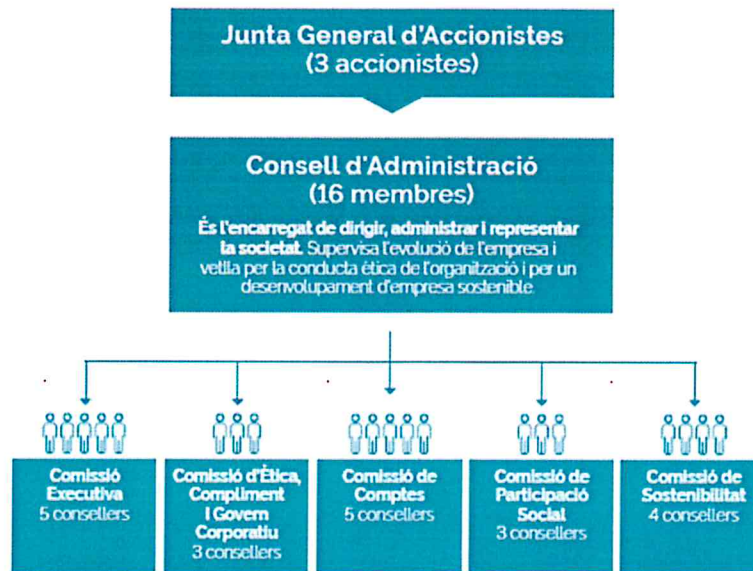 Junta General d'Accionistes
(3 accionistes)
Consell d'Administració
(16 membres)
És l'encarregat de dirigir, administrar i representar
la societat. Supervisa l'evolució de l'empresa i
vetlla per la conducta ètica de l'organització i per un
desenvolupament d'empresa sostenible.
Comissió
Executiva
5 consellers
Comissió d'Ètica,
Compliment
I Govern
Corporatiu
3 consellers
Comissió de
Comptes
5 consellers
Comissió de
Participació
Social
3 consellers
Comissió de
Sostenibilitat
4 consellers